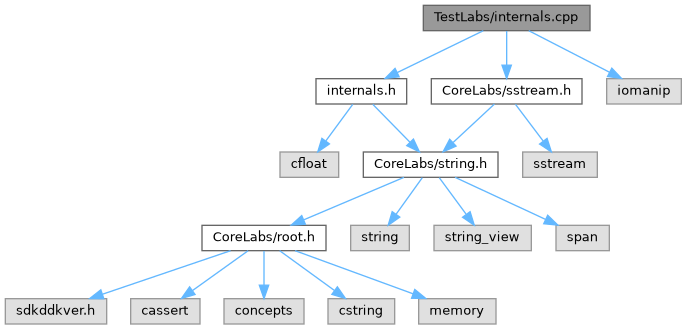 TestLabs/internals.cpp
internals.h
CoreLabs/sstream.h
iomanip
cfloat
CoreLabs/string.h
sstream
CoreLabs/root.h
string
string_view
span
sdkddkver.h
cassert
concepts
cstring
memory